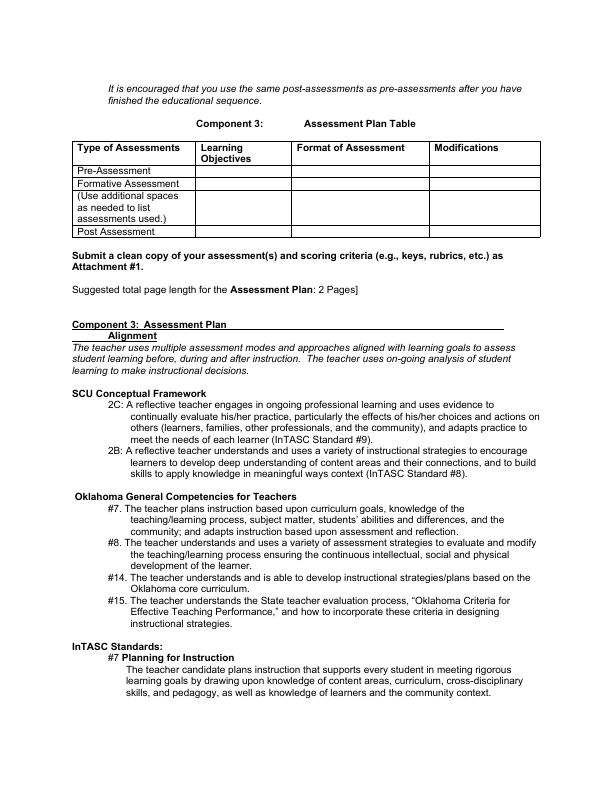 It is encouraged that you use the same post-assessments as pre-assessments after you have
finished the educational sequence.
Component 3: Assessment Plan Table
Type of Assessments Learning Objectives Format of Assessment Modifications
Pre-Assessment
Formative Assessment
(Use additional spaces
as needed to list
assessments used.)
Post Assessment
Submit a clean copy of your assessment(s) and scoring criteria (e.g., keys, rubrics, etc.) as
Attachment #1.
Suggested total page length for the Assessment Plan: 2 Pages]
Component 3: Assessment Plan
Alignment
The teacher uses multiple assessment modes and approaches aligned with learning goals to assess
student learning before, during and after instruction. The teacher uses on-going analysis of student
learning to make instructional decisions.
SCU Conceptual Framework
2C: A reflective teacher engages in ongoing professional learning and uses evidence to
continually evaluate his/her practice, particularly the effects of his/her choices and actions on
others (learners, families, other professionals, and the community), and adapts practice to
meet the needs of each learner (InTASC Standard #9).
2B: A reflective teacher understands and uses a variety of instructional strategies to encourage
learners to develop deep understanding of content areas and their connections, and to build
skills to apply knowledge in meaningful ways context (InTASC Standard #8).
Oklahoma General Competencies for Teachers
#7. The teacher plans instruction based upon curriculum goals, knowledge of the
teaching/learning process, subject matter, students' abilities and differences, and the
community; and adapts instruction based upon assessment and reflection.
#8. The teacher understands and uses a variety of assessment strategies to evaluate and modify
the teaching/learning process ensuring the continuous intellectual, social and physical
development of the learner.
#14. The teacher understands and is able to develop instructional strategies/plans based on the
Oklahoma core curriculum.
#15. The teacher understands the State teacher evaluation process, “Oklahoma Criteria for
Effective Teaching Performance,” and how to incorporate these criteria in designing
instructional strategies.
InTASC Standards:
#7 Planning for Instruction
The teacher candidate plans instruction that supports every student in meeting rigorous
learning goals by drawing upon knowledge of content areas, curriculum, cross-disciplinary
skills, and pedagogy, as well as knowledge of learners and the community context.